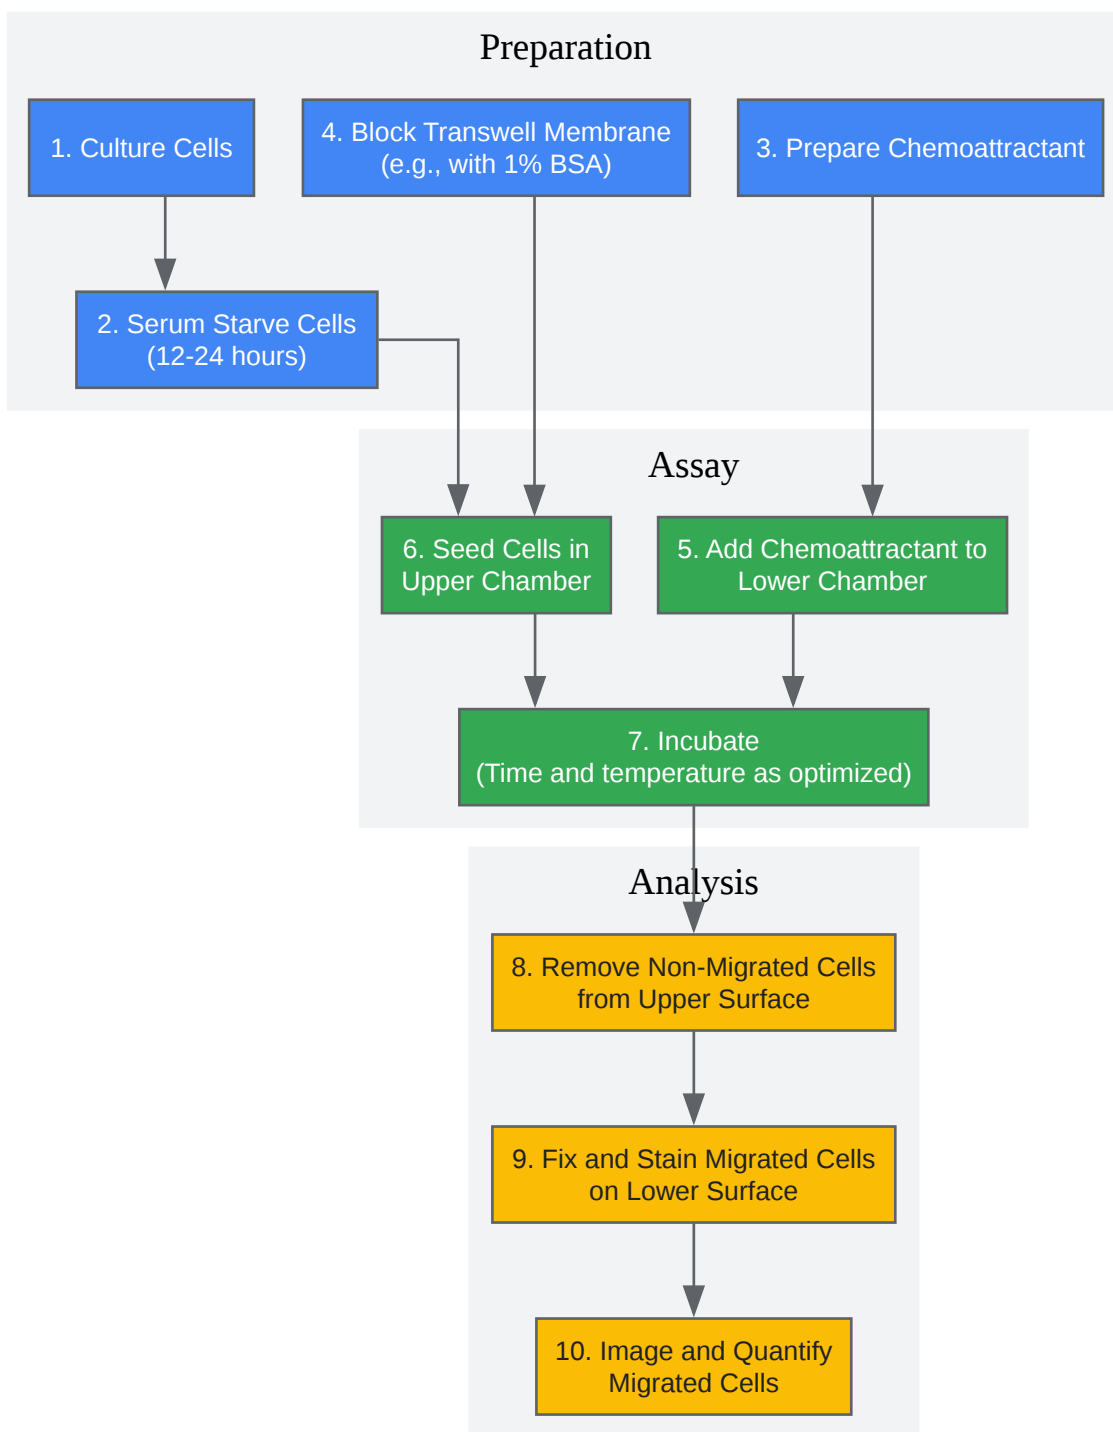 Preparation
1. Culture Cells
4. Block Transwell Membrane
(e.g., with 1% BSA)
3. Prepare Chemoattractant
2. Serum Starve Cells
(12-24 hours)
Assay
6. Seed Cells in
Upper Chamber
5. Add Chemoattractant to
Lower Chamber
7. Incubate
(Time and temperature as optimized)
Analysis
8. Remove Non-Migrated Cells
from Upper Surface
9. Fix and Stain Migrated Cells
on Lower Surface
10. Image and Quantify
Migrated Cells